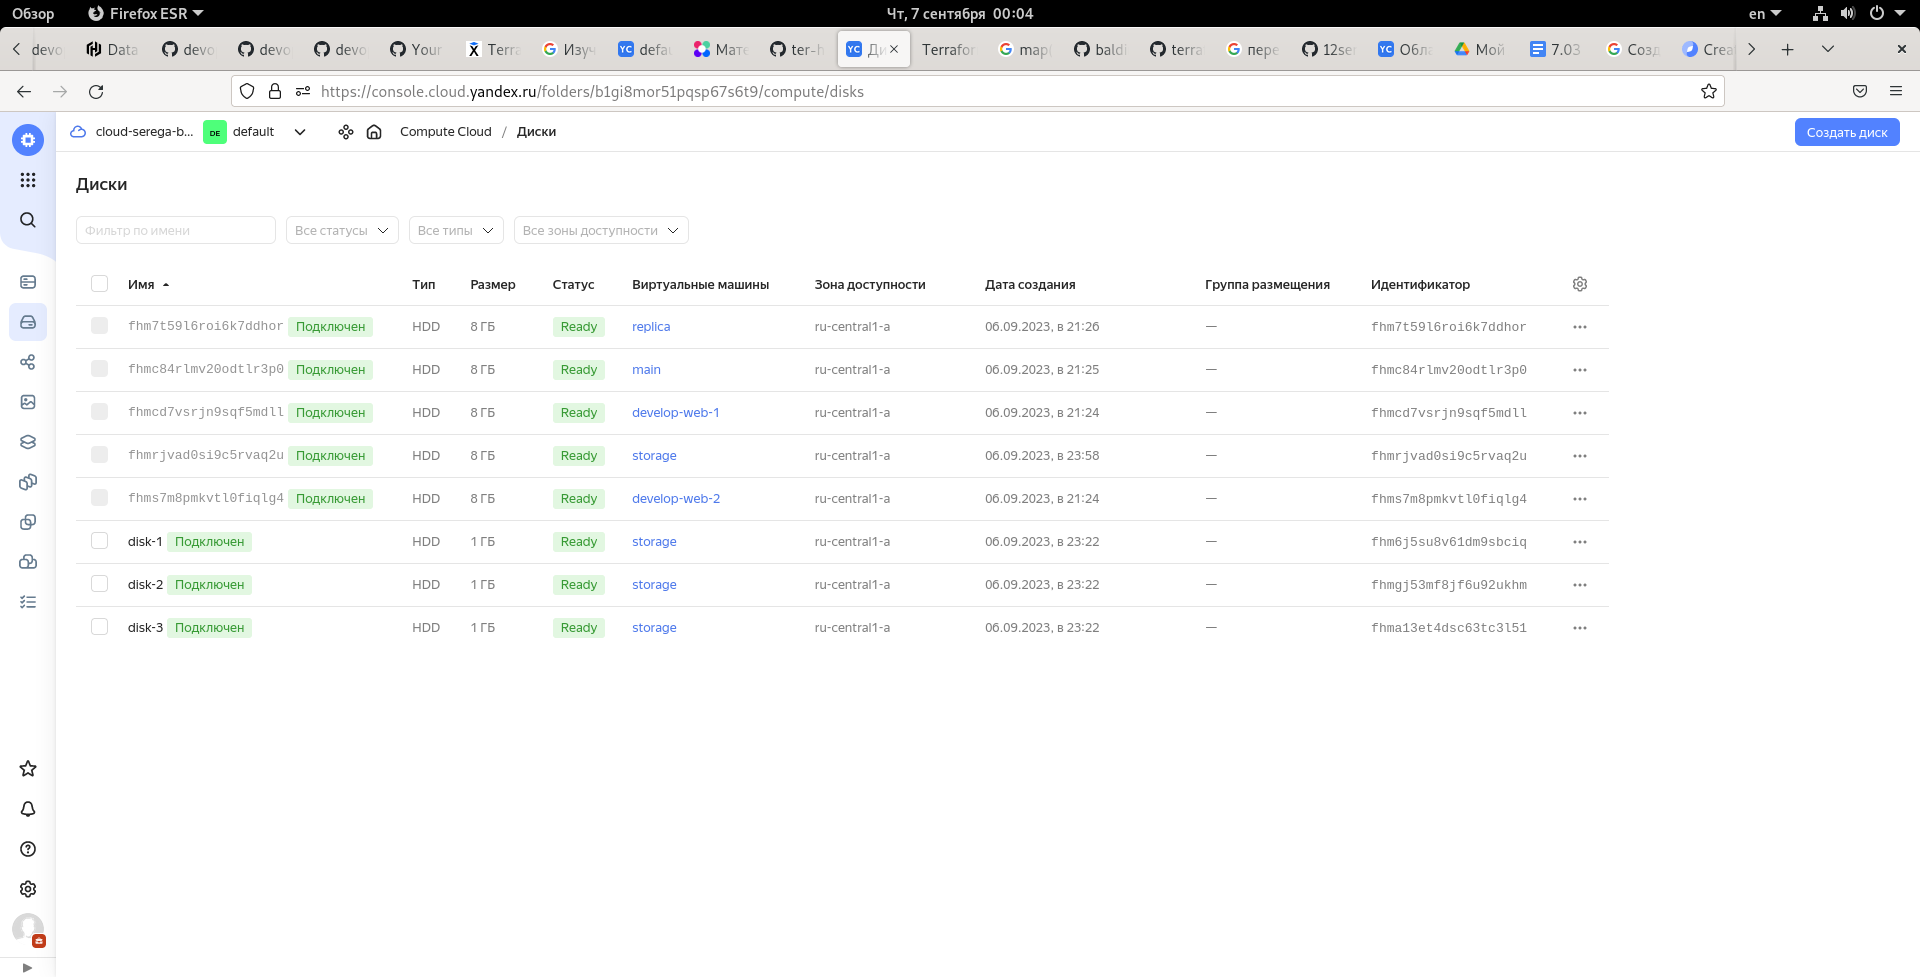 Обзор Firefox ESR Чт, 7 сентября 00:04 en
devo Data devo devo devo Your Terra Изуч defau Мате ter-h Ди Terrafor map( baldi terra пере 12se Обла Мой 7.03 Созд Crea
https://console.cloud.yandex.ru/folders/b1gi8mor51pqsp67s6t9/compute/disks
cloud-serega-b... DE default Compute Cloud / Диски Создать диск
Диски
Фильтр по имени Все статусы Все типы Все зоны доступности
Имя Тип Размер Статус Виртуальные машины Зона доступности Дата создания Группа размещения Идентификатор
fhm7t59l6roi6k7ddhor Подключен HDD 8 ГБ Ready replica ru-central1-a 06.09.2023, в 21:26 — fhm7t59l6roi6k7ddhor
fhmc84rlmv20odtlr3p0 Подключен HDD 8 ГБ Ready main ru-central1-a 06.09.2023, в 21:25 — fhmc84rlmv20odtlr3p0
fhmcd7vsrjn9sqf5mdll Подключен HDD 8 ГБ Ready develop-web-1 ru-central1-a 06.09.2023, в 21:24 — fhmcd7vsrjn9sqf5mdll
fhmrjvad0si9c5rvaq2u Подключен HDD 8 ГБ Ready storage ru-central1-a 06.09.2023, в 23:58 — fhmrjvad0si9c5rvaq2u
fhms7m8pmkvtl0fiqlg4 Подключен HDD 8 ГБ Ready develop-web-2 ru-central1-a 06.09.2023, в 21:24 — fhms7m8pmkvtl0fiqlg4
disk-1 Подключен HDD 1 ГБ Ready storage ru-central1-a 06.09.2023, в 23:22 — fhm6j5su8v61dm9sbciq
disk-2 Подключен HDD 1 ГБ Ready storage ru-central1-a 06.09.2023, в 23:22 — fhmgj53mf8jf6u92ukhm
disk-3 Подключен HDD 1 ГБ Ready storage ru-central1-a 06.09.2023, в 23:22 — fhma13et4dsc63tc3l51